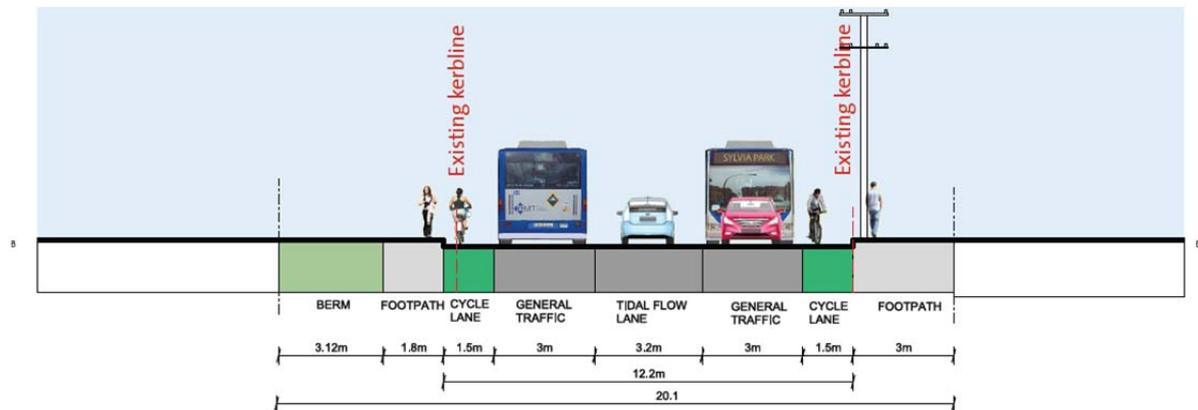 Existing kerbline
Existing kerbline
SYLVIA PARK
B
BERM
FOOTPATH
CYCLE
LANE
GENERAL
TRAFFIC
TIDAL FLOW
LANE
GENERAL
TRAFFIC
CYCLE
LANE
FOOTPATH
3.12m
1.8m
1.5m
3m
3.2m
3m
1.5m
3m
12.2m
20.1